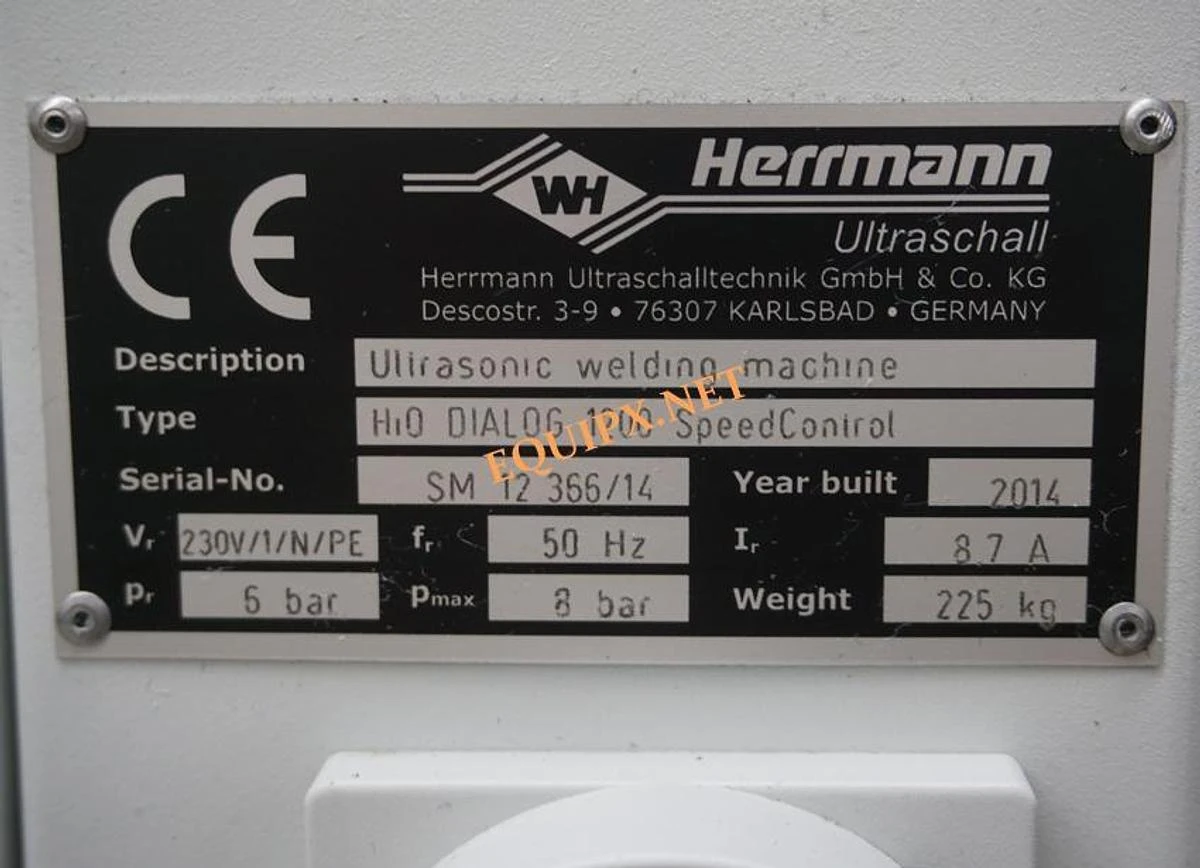 CE
WH
Herrmann
Ultraschall
Herrmann Ultraschalltechnik GmbH & Co. KG
Descostr. 3-9 • 76307 KARLSBAD • GERMANY
Description Ultrasonic welding machine
Type HiQ DIALOG SpeedControl
EQUIPX.NET
Serial-No. SM 12 366/14 Year built 2014
Vr 230V/1/N/PE fr 50 Hz Ir 8.7 A
pr 6 bar pmax 8 bar Weight 225 kg